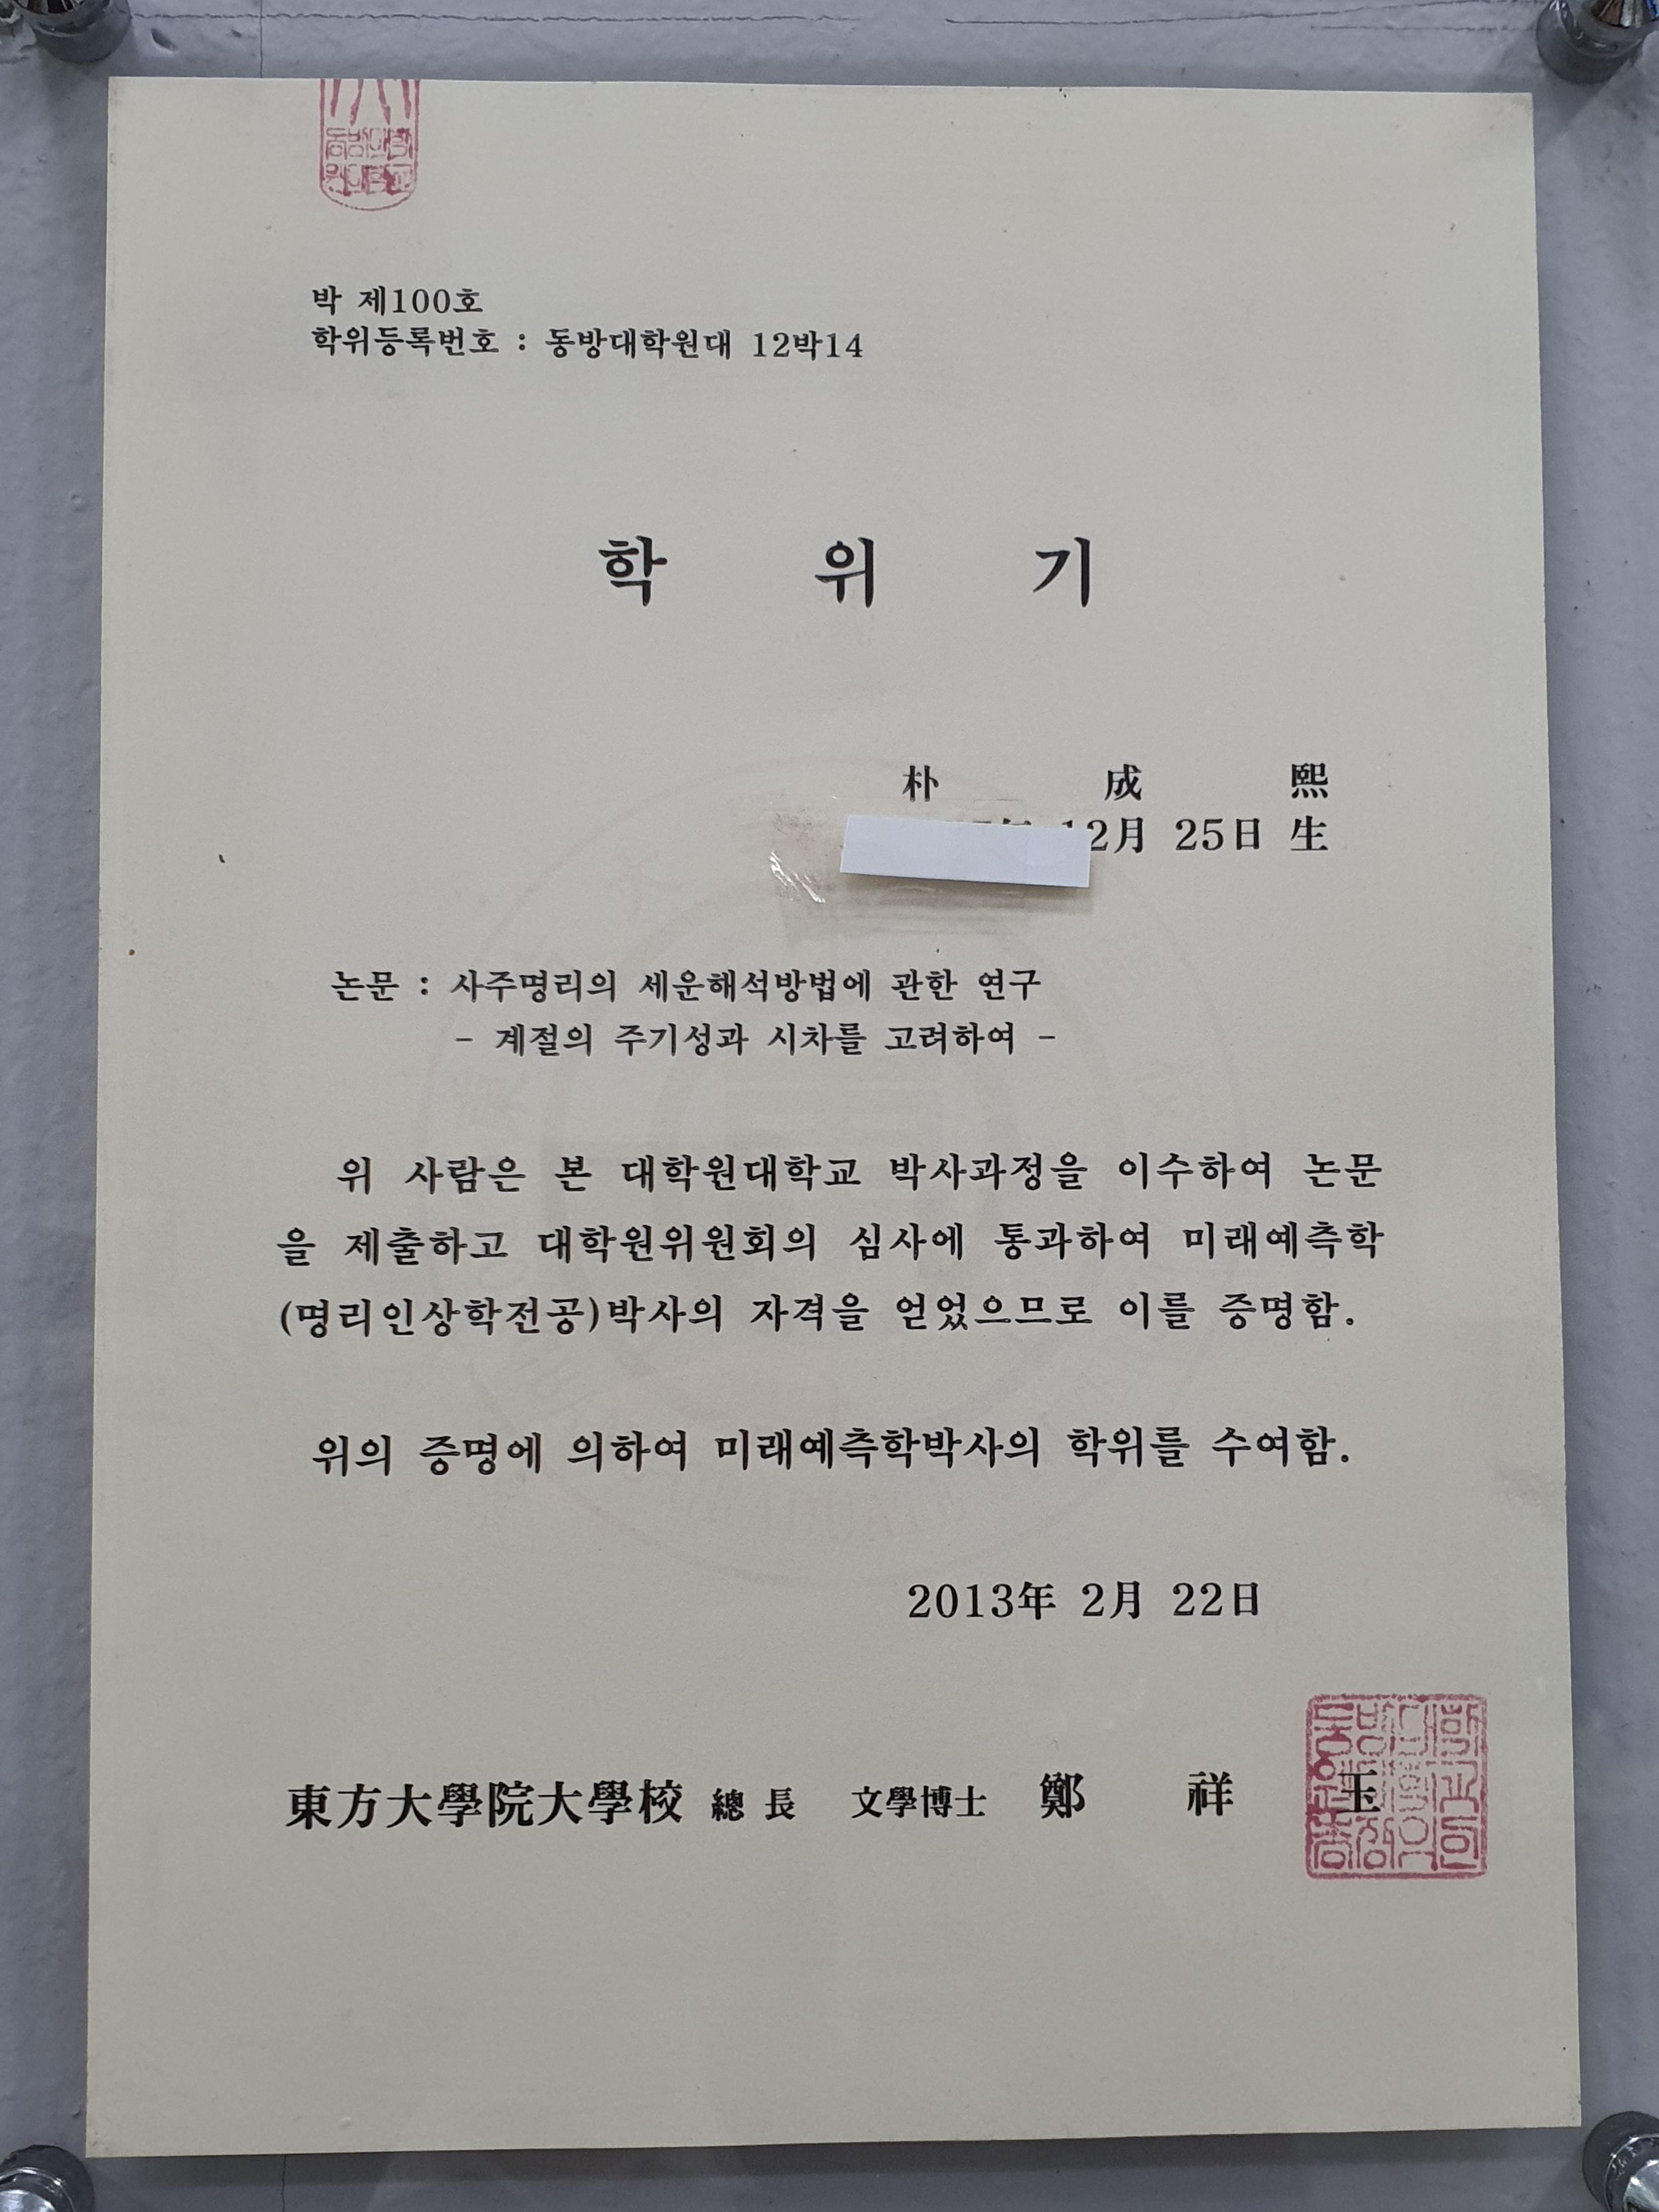 박 제100호
학위등록번호 : 동방대학원대 12박14
학 위 기
朴 成 熙
12月 25日 生
논문 : 사주명리의 세운해석방법에 관한 연구
- 계절의 주기성과 시차를 고려하여 -
위 사람은 본 대학원대학교 박사과정을 이수하여 논문
을 제출하고 대학원위원회의 심사에 통과하여 미래예측학
(명리인상학전공)박사의 자격을 얻었으므로 이를 증명함.
위의 증명에 의하여 미래예측학박사의 학위를 수여함.
2013年 2月 22日
東方大學院大學校 總 長 文學博士 鄭 祥 玉